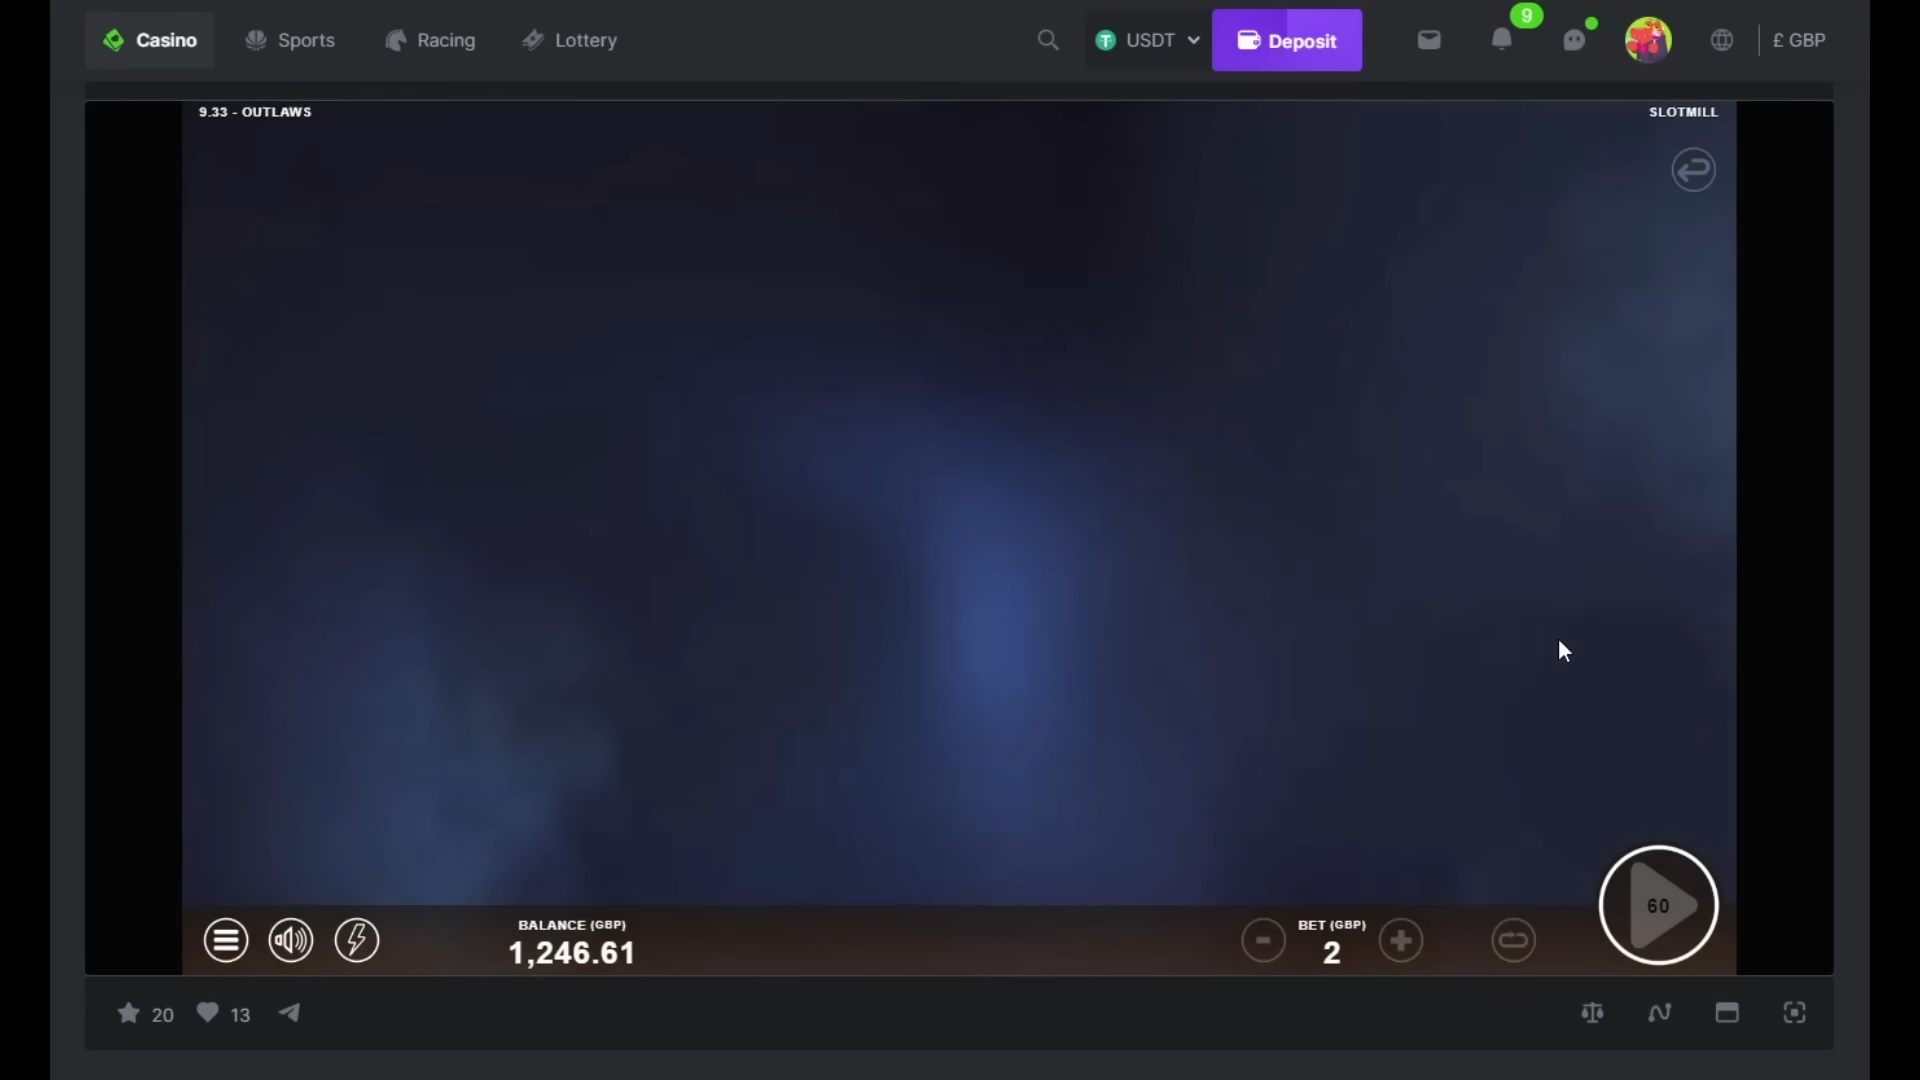 Casino
Sports
Racing
Lottery
USDT
Deposit
9
£ GBP
9.33 - OUTLAWS
SLOTMILL
BALANCE (GBP)
1,246.61
BET (GBP)
2
60
20
13